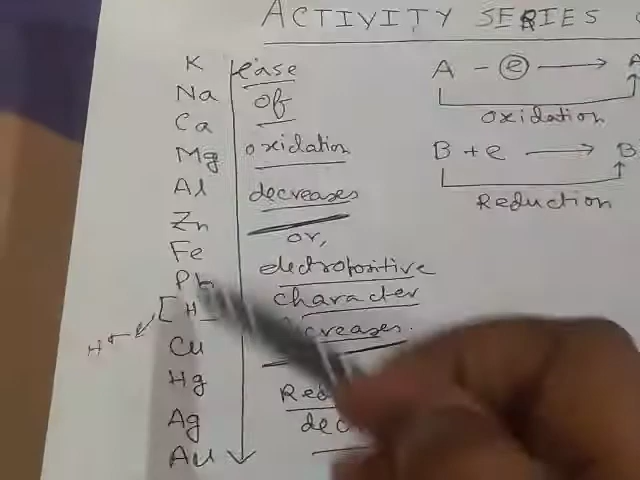 ACTIVITY SERIES
K
Na
Ca
Mg
Al
Zn
Fe
Pb
[H
H+
Cu
Hg
Ag
Au
ease
of
oxidation
decreases
or,
electropositive
character
A - e → A
oxidation
B + e → B
Reduction